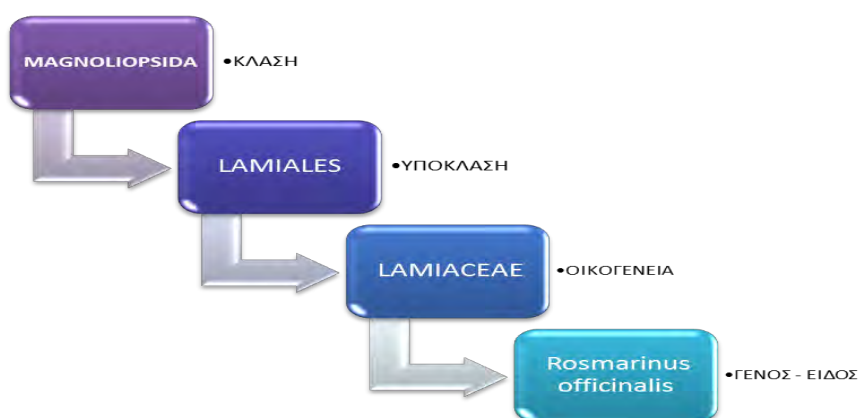 MAGNOLIOPSIDA
•ΚΛΑΣΗ
LAMIALES
•ΥΠΟΚΛΑΣΗ
LAMIACEAE
•ΟΙΚΟΓΕΝΕΙΑ
Rosmarinus
officinalis
•ΓΕΝΟΣ - ΕΙΔΟΣ